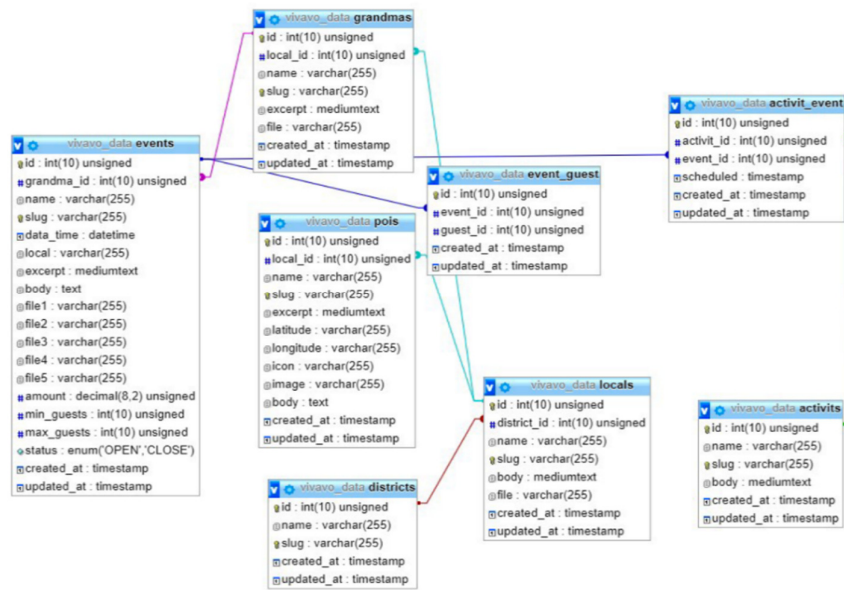 vivavo_data grandmas
id : int(10) unsigned
local_id : int(10) unsigned
name : varchar(255)
slug : varchar(255)
excerpt : mediumtext
file : varchar(255)
created_at : timestamp
updated_at : timestamp
vivavo_data activit_event
id : int(10) unsigned
activit_id : int(10) unsigned
event_id : int(10) unsigned
scheduled : timestamp
created_at : timestamp
updated_at : timestamp
vivavo_data events
id : int(10) unsigned
grandma_id : int(10) unsigned
name : varchar(255)
slug : varchar(255)
data_time : datetime
local : varchar(255)
excerpt : mediumtext
body : text
file1 : varchar(255)
file2 : varchar(255)
file3 : varchar(255)
file4 : varchar(255)
file5 : varchar(255)
amount : decimal(8,2) unsigned
min_guests : int(10) unsigned
max_guests : int(10) unsigned
status : enum('OPEN','CLOSE')
created_at : timestamp
updated_at : timestamp
vivavo_data event_guest
id : int(10) unsigned
event_id : int(10) unsigned
guest_id : int(10) unsigned
created_at : timestamp
updated_at : timestamp
vivavo_data pois
id : int(10) unsigned
local_id : int(10) unsigned
name : varchar(255)
slug : varchar(255)
excerpt : mediumtext
latitude : varchar(255)
longitude : varchar(255)
icon : varchar(255)
image : varchar(255)
body : text
created_at : timestamp
updated_at : timestamp
vivavo_data locals
id : int(10) unsigned
district_id : int(10) unsigned
name : varchar(255)
slug : varchar(255)
body : mediumtext
file : varchar(255)
created_at : timestamp
updated_at : timestamp
vivavo_data activits
id : int(10) unsigned
name : varchar(255)
slug : varchar(255)
body : mediumtext
created_at : timestamp
updated_at : timestamp
vivavo_data districts
id : int(10) unsigned
name : varchar(255)
slug : varchar(255)
created_at : timestamp
updated_at : timestamp